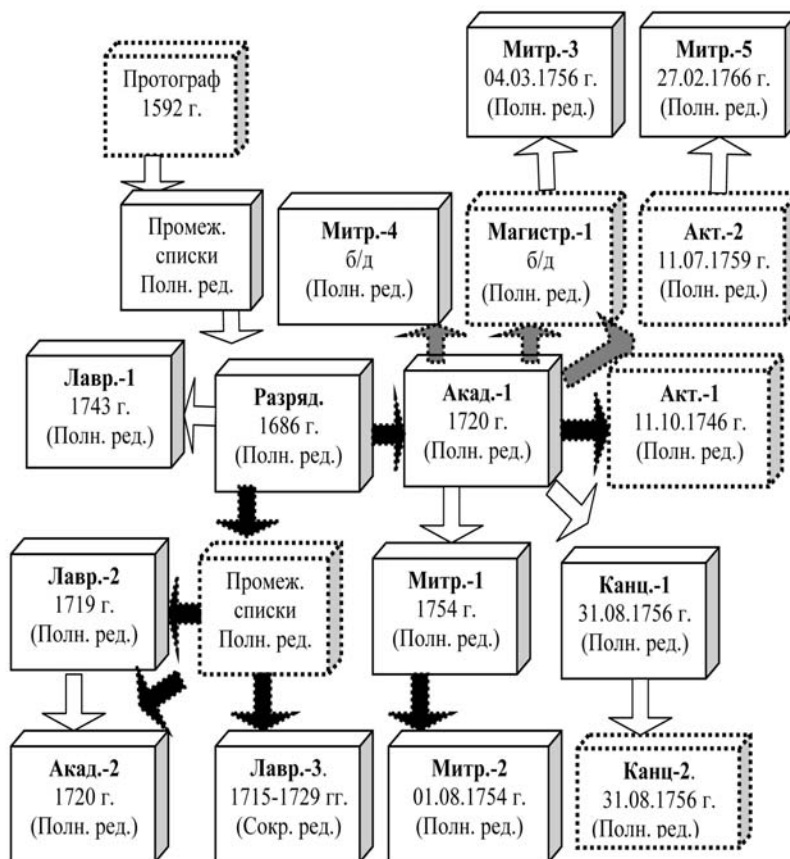 Протограф
1592 г.
Митр.-3
04.03.1756 г.
(Полн. ред.)
Митр.-5
27.02.1766 г.
(Полн. ред.)
Промеж.
списки
Полн. ред.
Митр.-4
б/д
(Полн. ред.)
Магистр.-1
б/д
(Полн. ред.)
Акт.-2
11.07.1759 г.
(Полн. ред.)
Лавр.-1
1743 г.
(Полн. ред.)
Разряд.
1686 г.
(Полн. ред.)
Акад.-1
1720 г.
(Полн. ред.)
Акт.-1
11.10.1746 г.
(Полн. ред.)
Лавр.-2
1719 г.
(Полн. ред.)
Промеж.
списки
Полн. ред.
Митр.-1
1754 г.
(Полн. ред.)
Канц.-1
31.08.1756 г.
(Полн. ред.)
Акад.-2
1720 г.
(Полн. ред.)
Лавр.-3.
1715-1729 гг.
(Сокр. ред.)
Митр.-2
01.08.1754 г.
(Полн. ред.)
Канц-2.
31.08.1756 г.
(Полн. ред.)